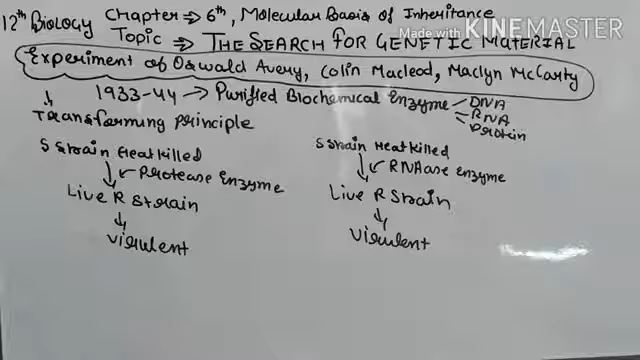 12th Biology Chapter ⇒ 6th, Molecular Basis of Inheritance
Topic ⇒ THE SEARCH FOR GENETIC MATERIAL
Made with KINEMASTER
Experiment of Oswald Avery, Colin Macleod, Maclyn McCarty
1933-44 → Purified Biochemical Enzyme DNA
RNA
Protein
↳ Transforming principle
S strain Heat killed
↓ Protease enzyme
Live R Strain
↓
Virulent
S strain Heat killed
↓ RNAase enzyme
Live R Strain
↓
Virulent